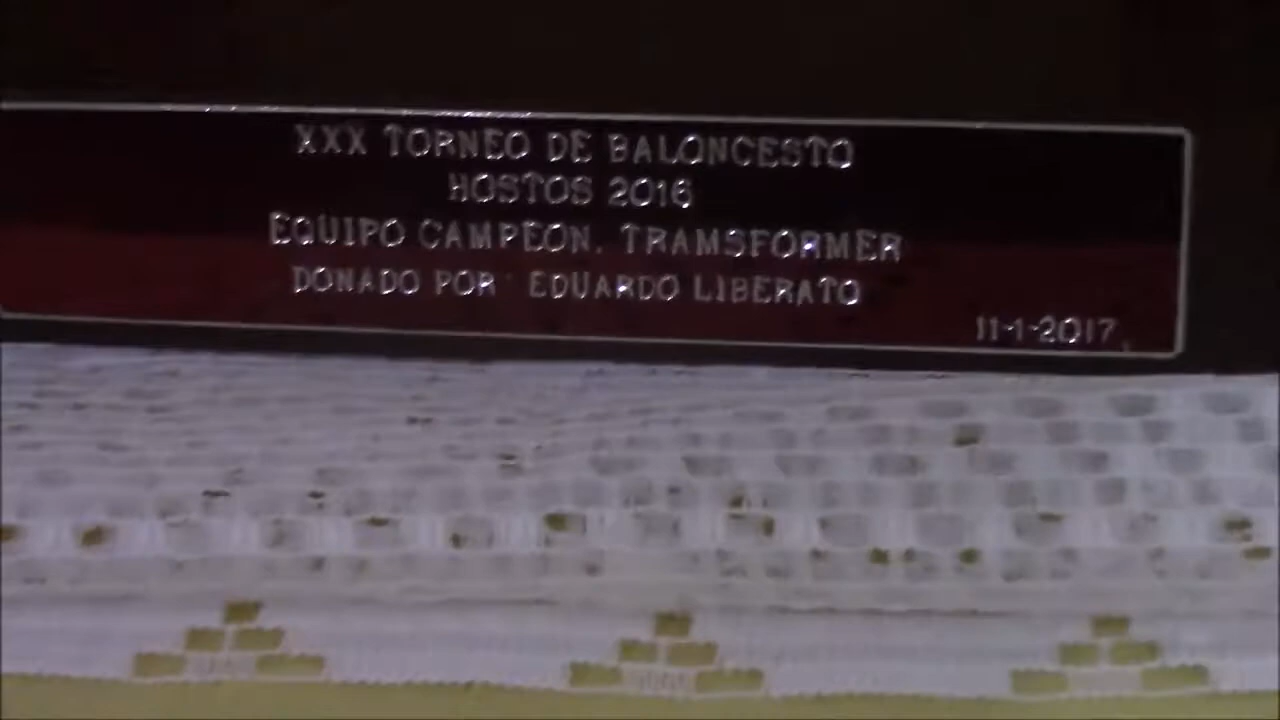 XXX TORNEO DE BALONCESTO
HOSTOS 2016
EQUIPO CAMPEON. TRAMSFORMER
DONADO POR EDUARDO LIBERATO
11-1-2017